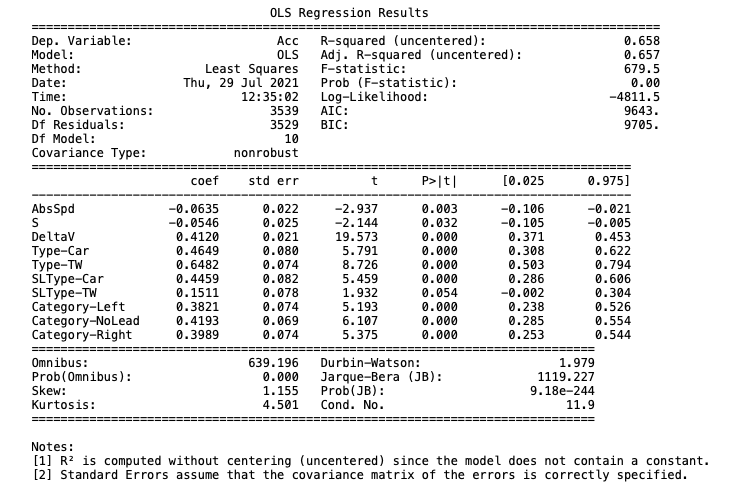 OLS Regression Results
==============================================================================
Dep. Variable: Acc R-squared (uncentered): 0.658
Model: OLS Adj. R-squared (uncentered): 0.657
Method: Least Squares F-statistic: 679.5
Date: Thu, 29 Jul 2021 Prob (F-statistic): 0.00
Time: 12:35:02 Log-Likelihood: -4811.5
No. Observations: 3539 AIC: 9643.
Df Residuals: 3529 BIC: 9705.
Df Model: 10
Covariance Type: nonrobust
==============================================================================
coef std err t P>|t| [0.025 0.975]
------------------------------------------------------------------------------
AbsSpd -0.0635 0.022 -2.937 0.003 -0.106 -0.021
S -0.0546 0.025 -2.144 0.032 -0.105 -0.005
DeltaV 0.4120 0.021 19.573 0.000 0.371 0.453
Type-Car 0.4649 0.080 5.791 0.000 0.308 0.622
Type-TW 0.6482 0.074 8.726 0.000 0.503 0.794
SLType-Car 0.4459 0.082 5.459 0.000 0.286 0.606
SLType-TW 0.1511 0.078 1.932 0.054 -0.002 0.304
Category-Left 0.3821 0.074 5.193 0.000 0.238 0.526
Category-NoLead 0.4193 0.069 6.107 0.000 0.285 0.554
Category-Right 0.3989 0.074 5.375 0.000 0.253 0.544
==============================================================================
Omnibus: 639.196 Durbin-Watson: 1.979
Prob(Omnibus): 0.000 Jarque-Bera (JB): 1119.227
Skew: 1.155 Prob(JB): 9.18e-244
Kurtosis: 4.501 Cond. No. 11.9
==============================================================================
Notes:
[1] R² is computed without centering (uncentered) since the model does not contain a constant.
[2] Standard Errors assume that the covariance matrix of the errors is correctly specified.